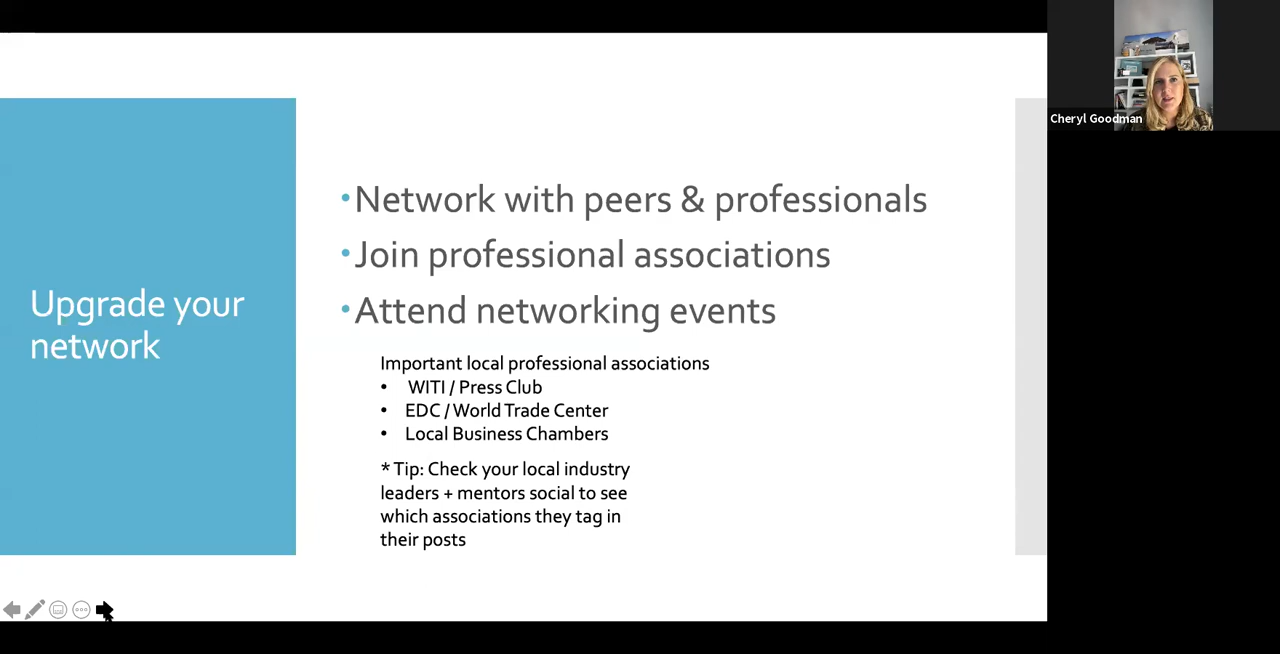 Upgrade your
network
•Network with peers & professionals
•Join professional associations
•Attend networking events
Important local professional associations
• WITI / Press Club
• EDC / World Trade Center
• Local Business Chambers
* Tip: Check your local industry
leaders + mentors social to see
which associations they tag in
their posts
Cheryl Goodman